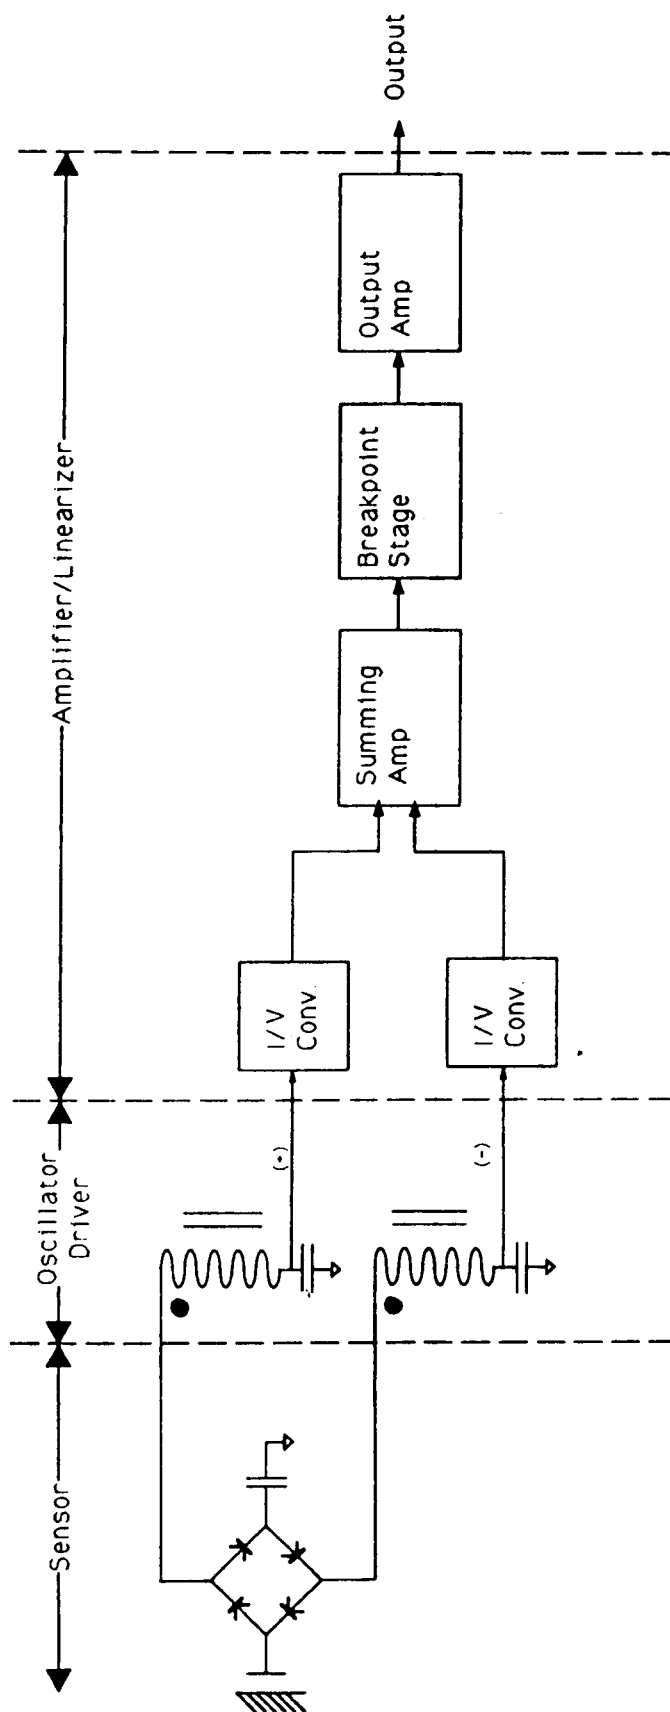 Sensor
Oscillator
Driver
Amplifier/Linearizer
(+)
(-)
I/V
Conv.
I/V
Conv.
Summing
Amp
Breakpoint
Stage
Output
Amp
Output